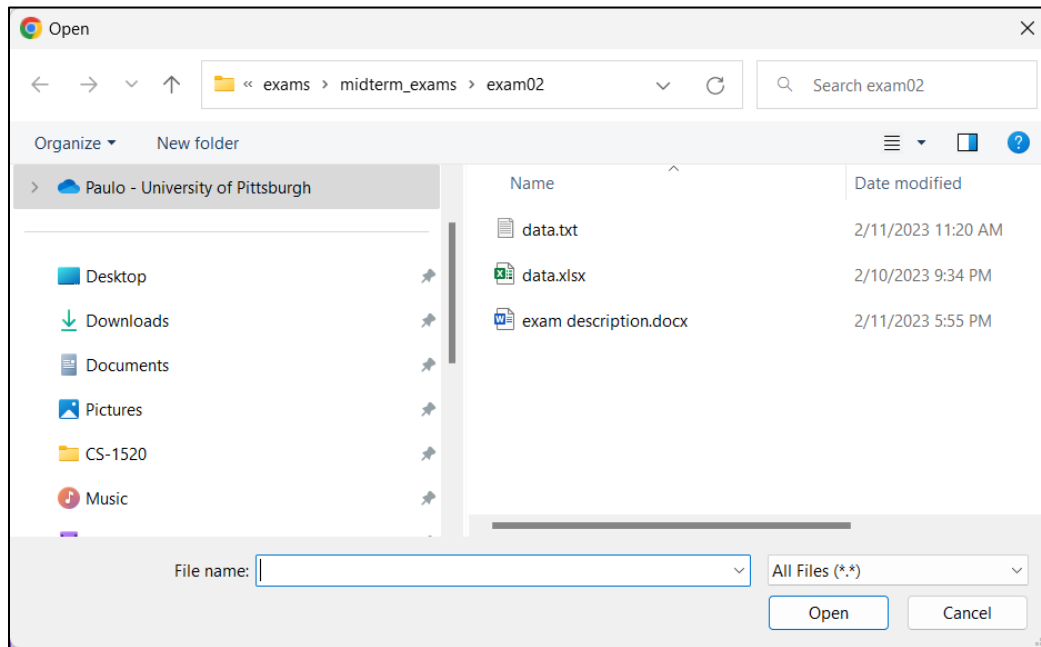 Open
« exams > midterm_exams > exam02
Search exam02
Organize
New folder
Paulo - University of Pittsburgh
Name
Date modified
data.txt
2/11/2023 11:20 AM
Desktop
data.xlsx
2/10/2023 9:34 PM
Downloads
exam description.docx
2/11/2023 5:55 PM
Documents
Pictures
CS-1520
Music
File name:
All Files (*.*)
Open
Cancel